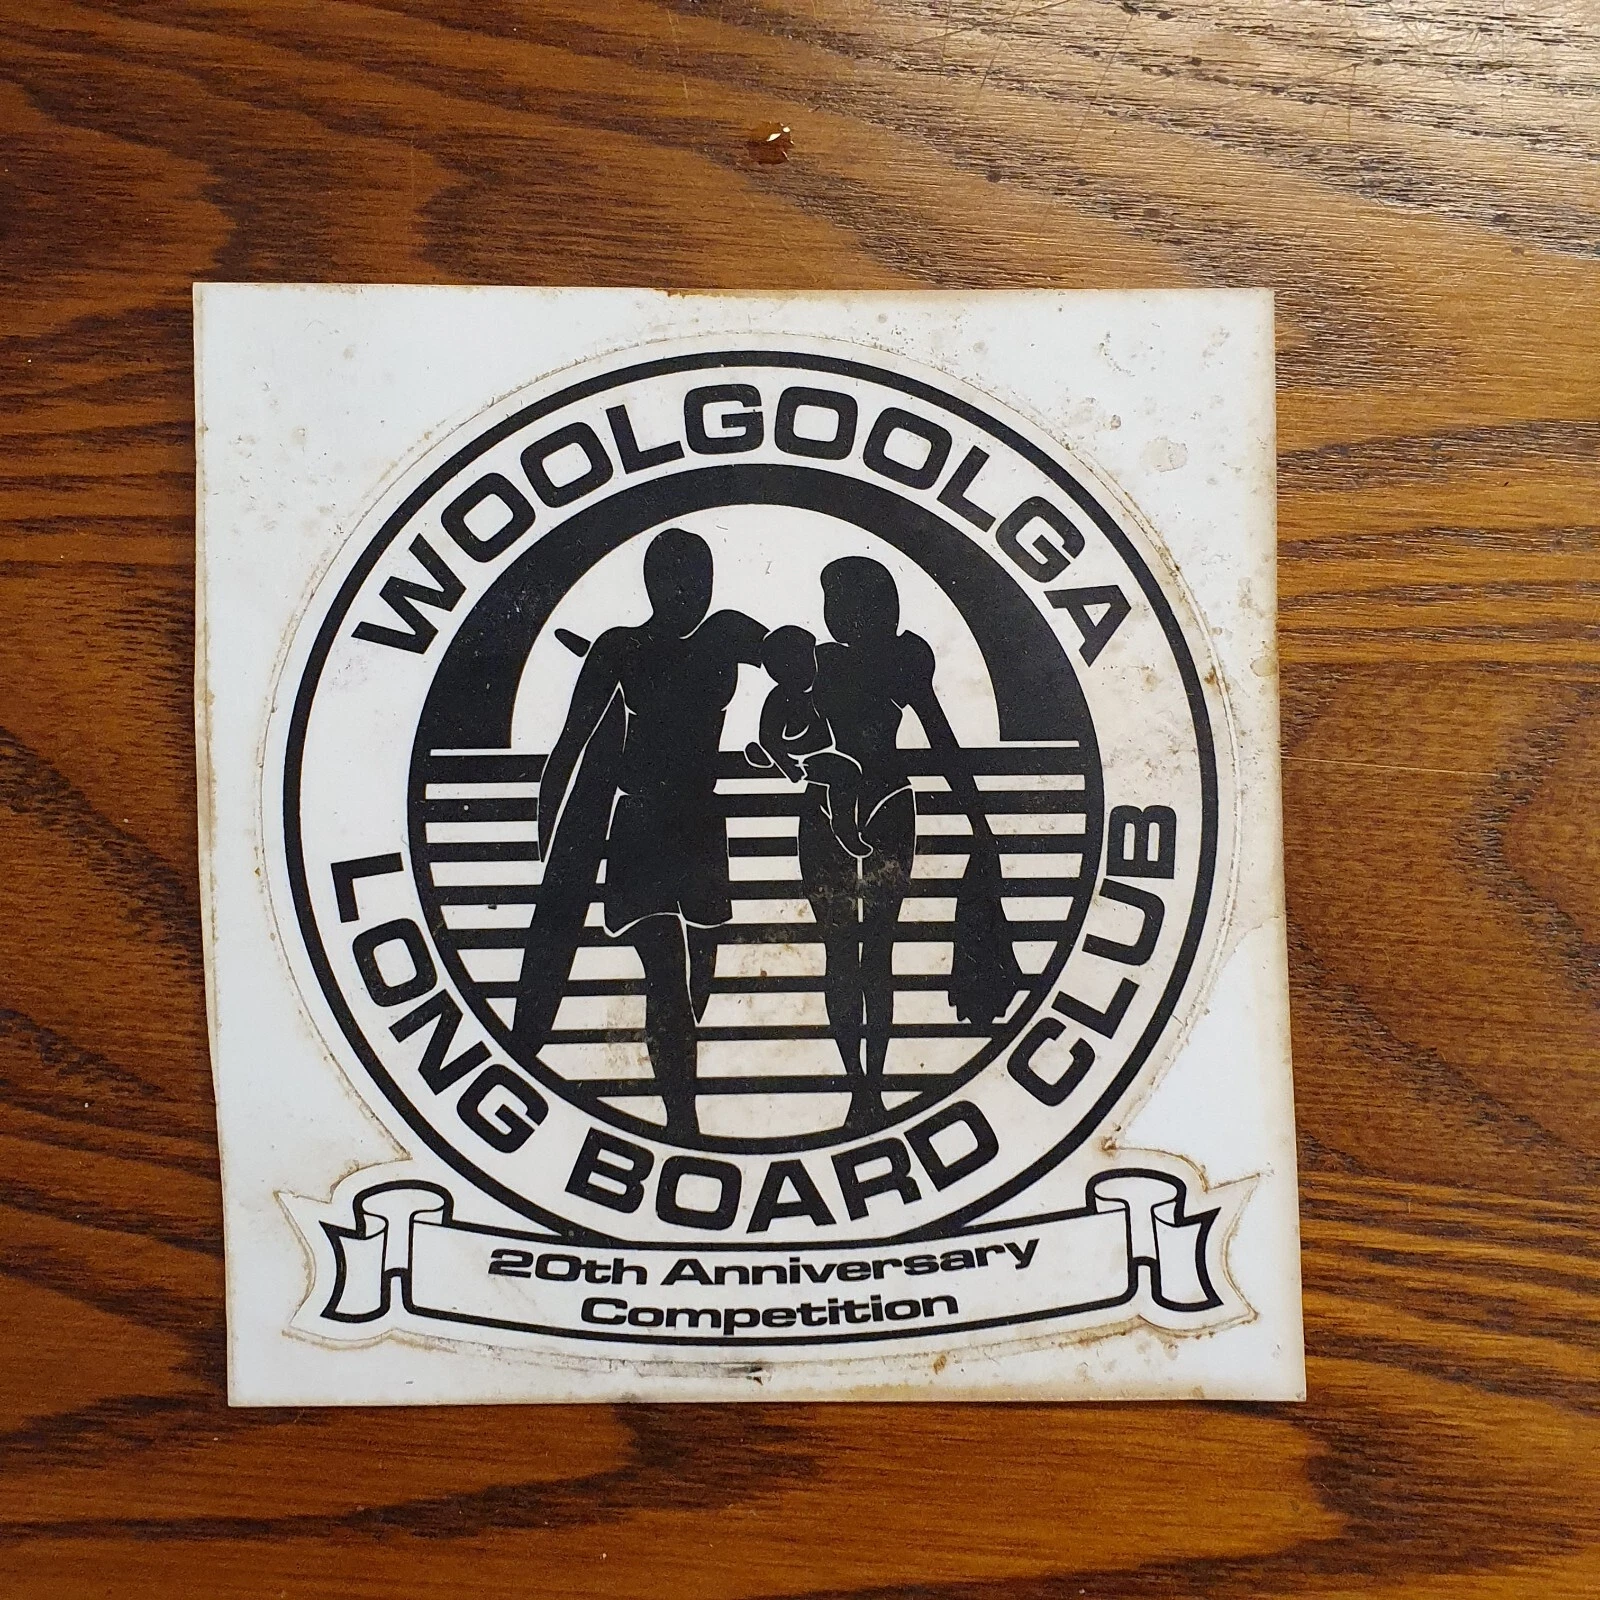 WOOLGOOLGA
LONG BOARD CLUB
20th Anniversary
Competition